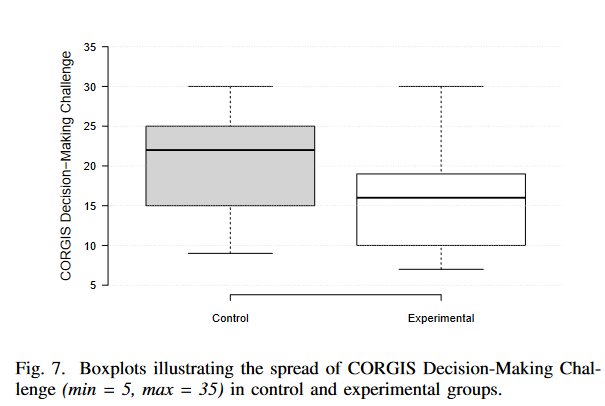 CORGIS Decision−Making Challenge
35
30
25
20
15
10
5
Control Experimental
Fig. 7. Boxplots illustrating the spread of CORGIS Decision-Making Chal-
lenge (min = 5, max = 35) in control and experimental groups.